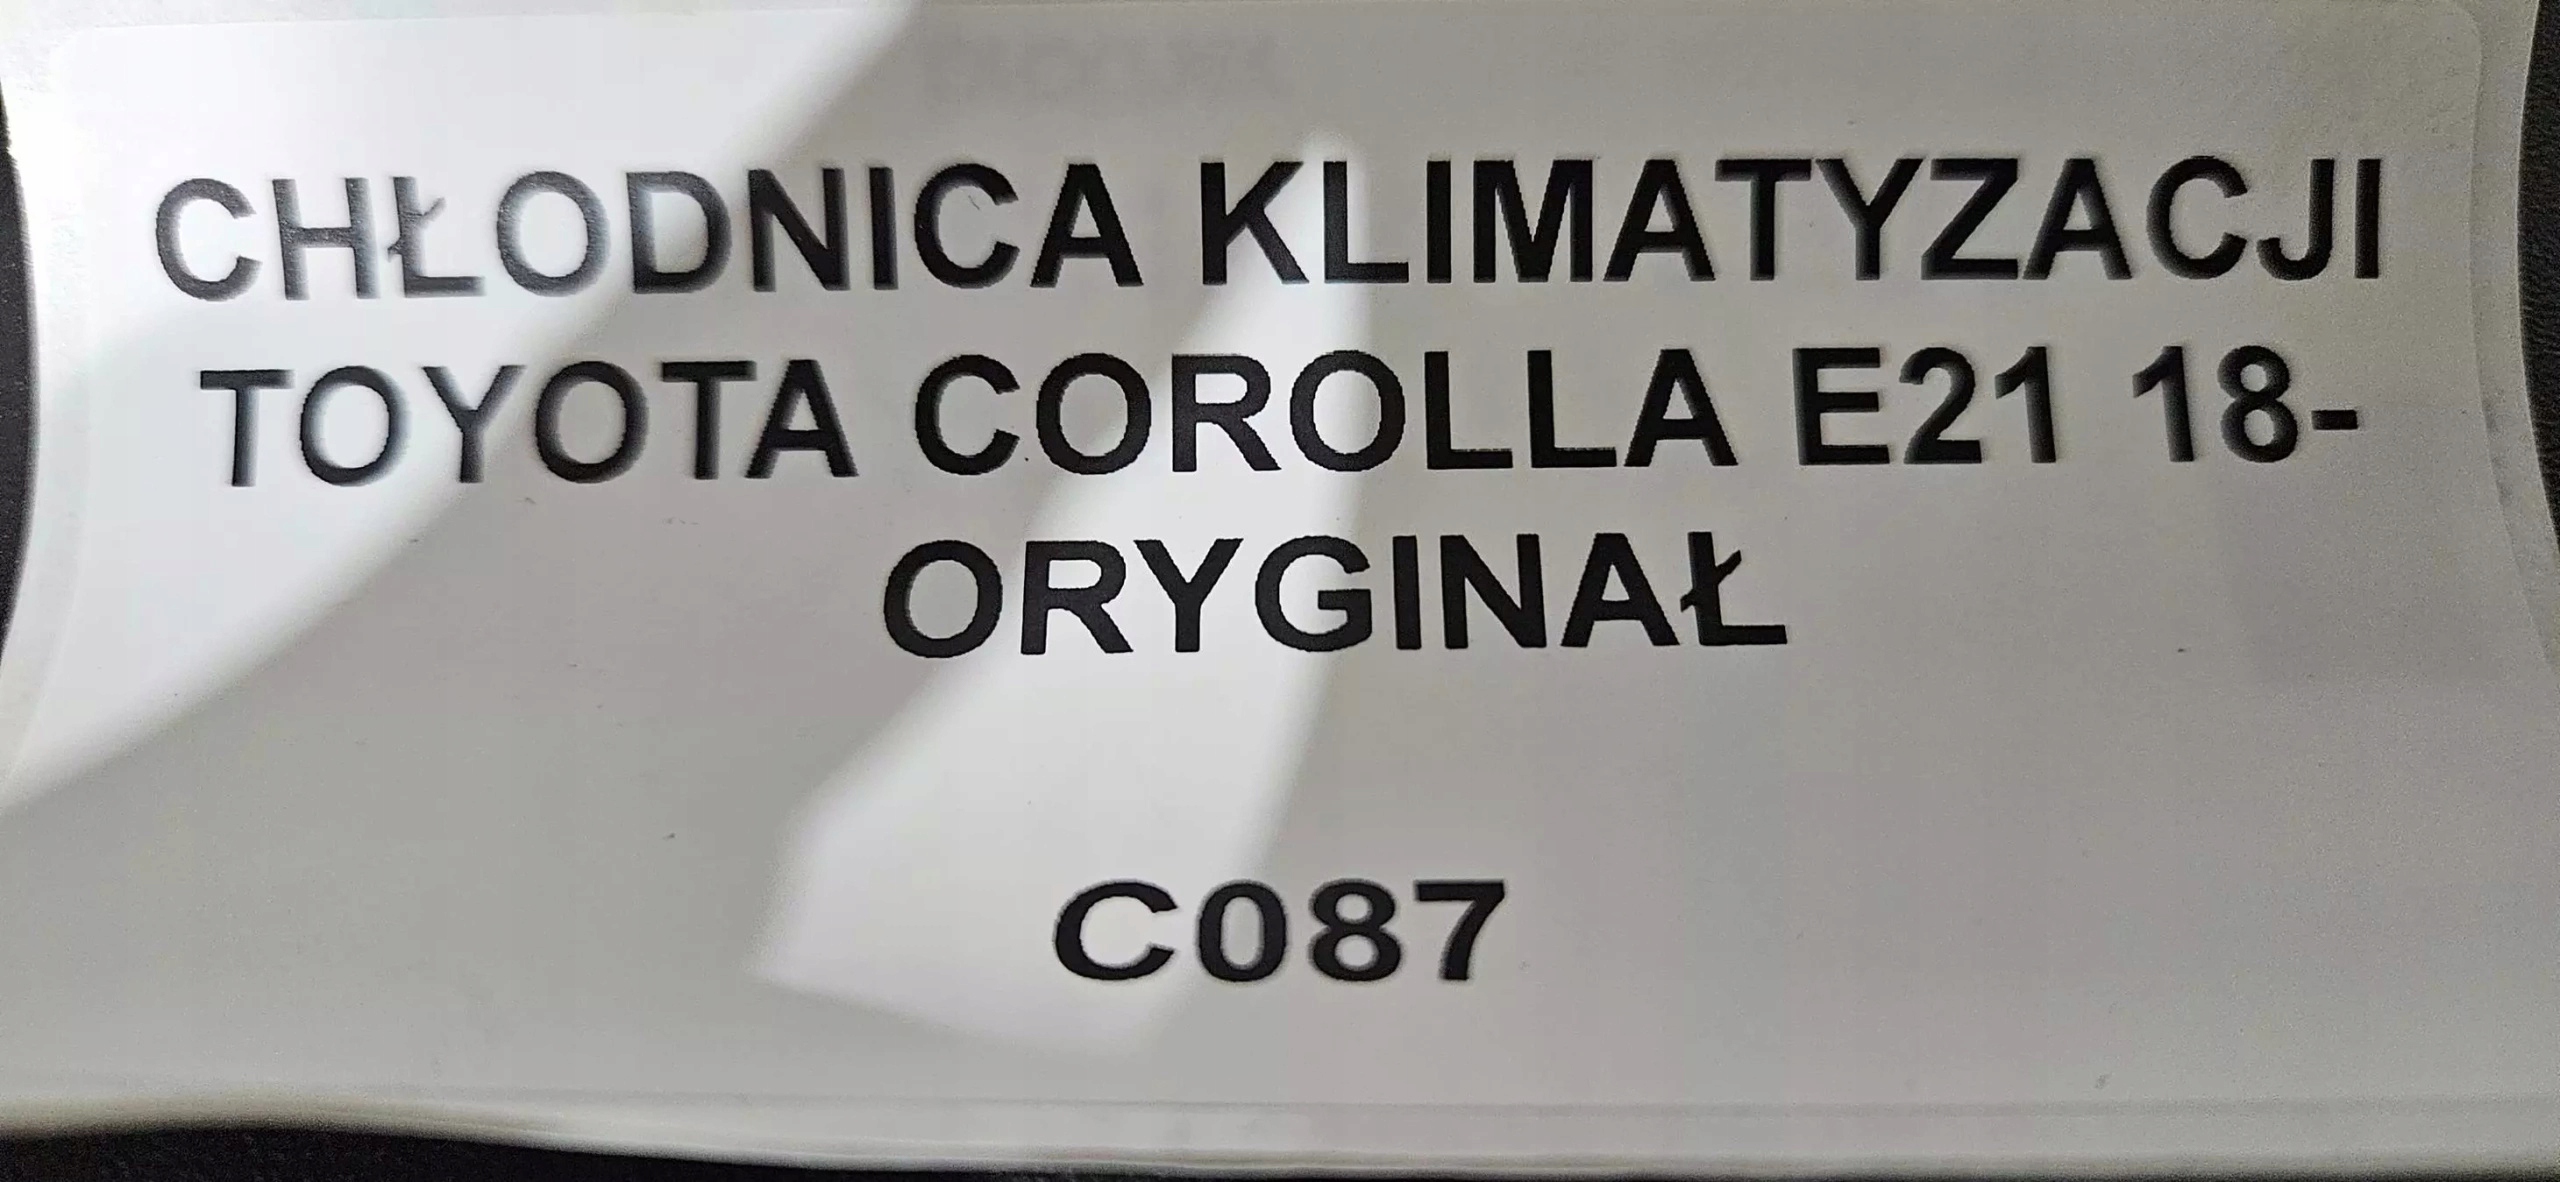 CHŁODNICA KLIMATYZACJI
TOYOTA COROLLA E21 18-
ORYGINAŁ
C087